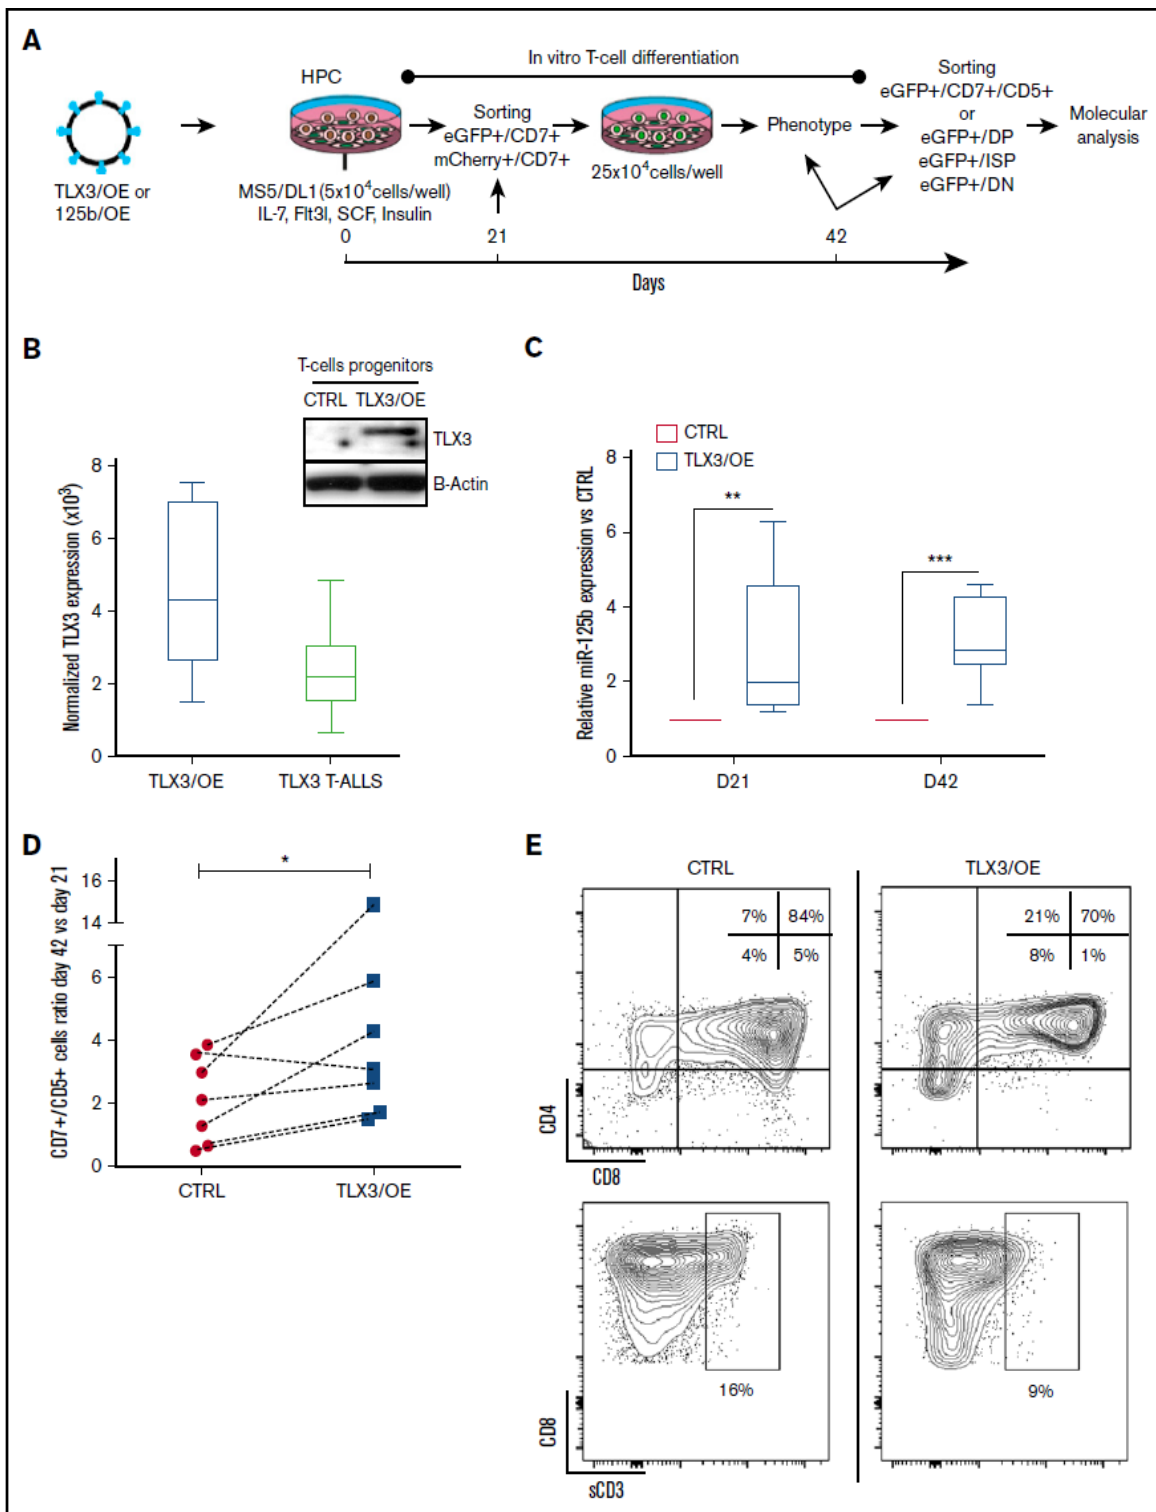 A
In vitro T-cell differentiation
HPC
Sorting
eGFP+/CD7+
mCherry+/CD7+
25x10⁴cells/well
Phenotype
Sorting
eGFP+/CD7+/CD5+
or
eGFP+/DP
eGFP+/ISP
eGFP+/DN
Molecular
analysis
TLX3/OE or
125b/OE
MS5/DL1 (5x10⁴cells/well)
IL-7, Flt3l, SCF, Insulin
0
21
42
Days
B
T-cells progenitors
CTRL TLX3/OE
TLX3
B-Actin
Normalized TLX3 expression (x10³)
8
6
4
2
0
TLX3/OE
TLX3 T-ALLS
C
CTRL
TLX3/OE
Relative miR-125b expression vs CTRL
8
6
4
2
0
**
***
D21
D42
D
CD7+/CD5+ cells ratio day 42 vs day 21
16
14
6
4
2
0
*
CTRL
TLX3/OE
E
CTRL
TLX3/OE
7% 84%
4% 5%
21% 70%
8% 1%
CD4
CD8
16%
9%
CD8
sCD3